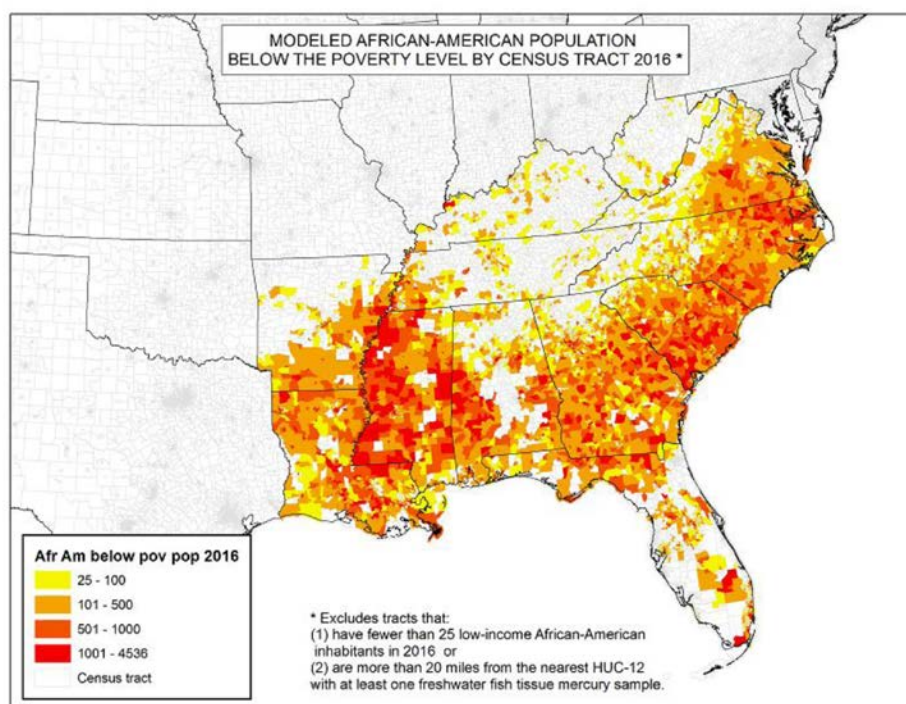 MODELED AFRICAN-AMERICAN POPULATION
BELOW THE POVERTY LEVEL BY CENSUS TRACT 2016 *
Afr Am below pov pop 2016
25 - 100
101 - 500
501 - 1000
1001 - 4536
Census tract
* Excludes tracts that:
(1) have fewer than 25 low-income African-American
inhabitants in 2016 or
(2) are more than 20 miles from the nearest HUC-12
with at least one freshwater fish tissue mercury sample.